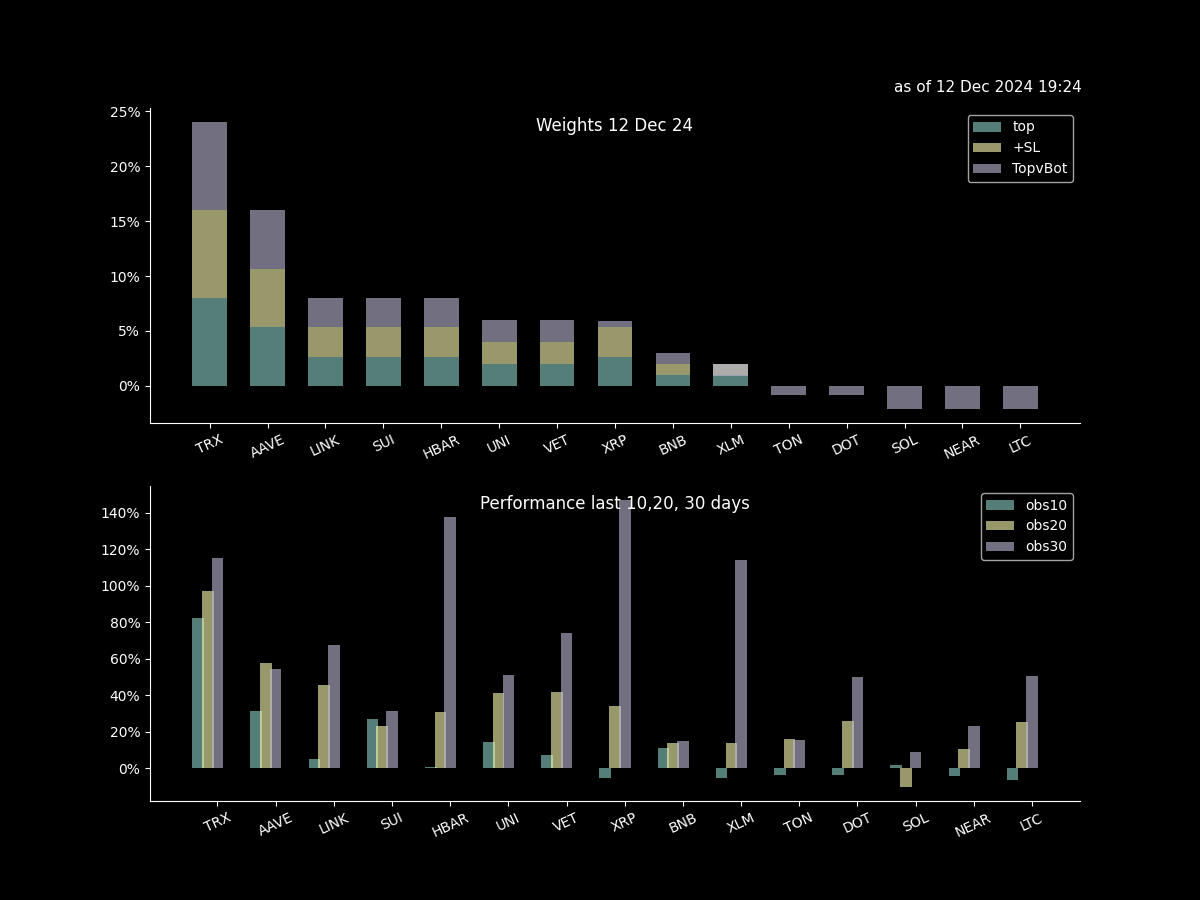 as of 12 Dec 2024 19:24
Weights 12 Dec 24
top
+SL
TopvBot
25%
20%
15%
10%
5%
0%
TRX AAVE LINK SUI HBAR UNI VET XRP BNB XLM TON DOT SOL NEAR LTC
Performance last 10,20, 30 days
obs10
obs20
obs30
140%
120%
100%
80%
60%
40%
20%
0%
TRX AAVE LINK SUI HBAR UNI VET XRP BNB XLM TON DOT SOL NEAR LTC